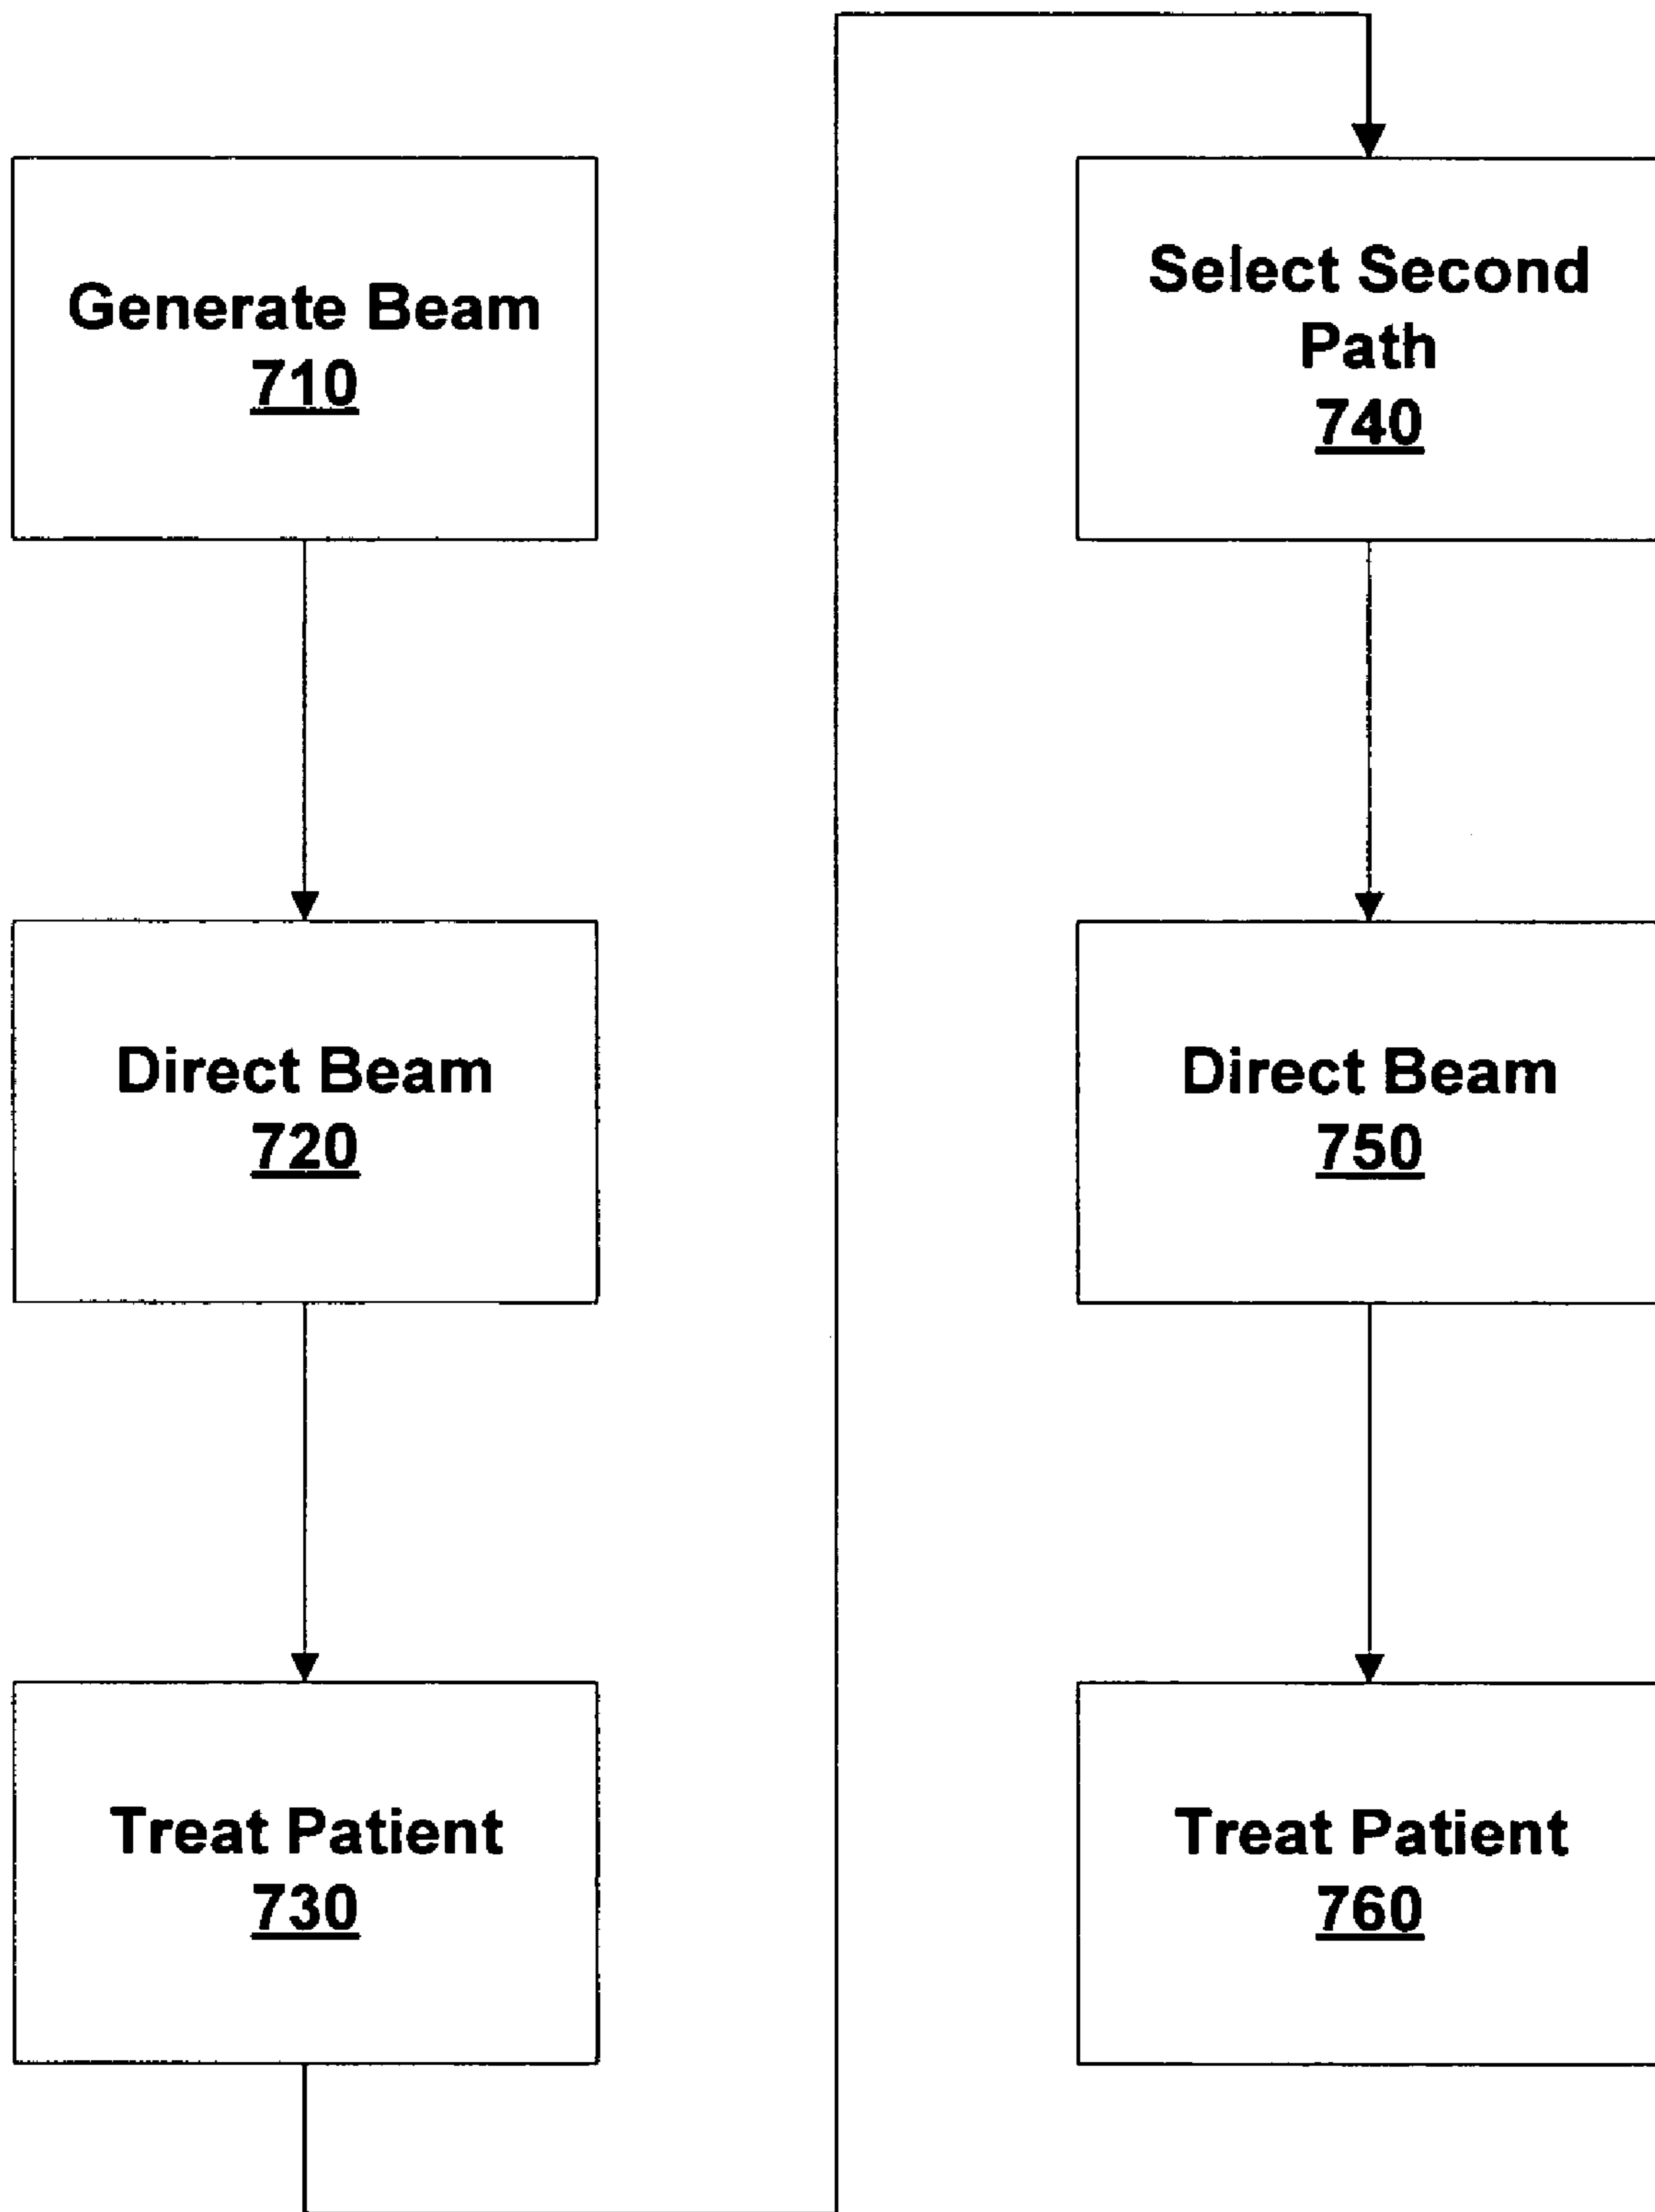 Generate Beam
710
Direct Beam
720
Treat Patient
730
Select Second
Path
740
Direct Beam
750
Treat Patient
760